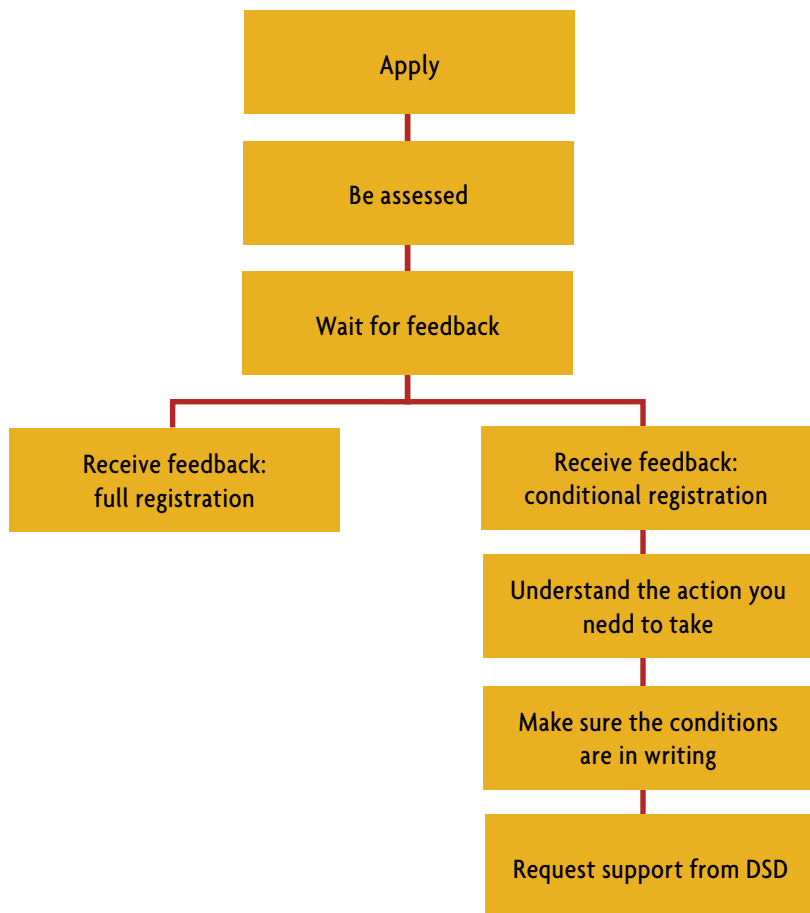 Apply
Be assessed
Wait for feedback
Receive feedback:
full registration
Receive feedback:
conditional registration
Understand the action you
nedd to take
Make sure the conditions
are in writing
Request support from DSD